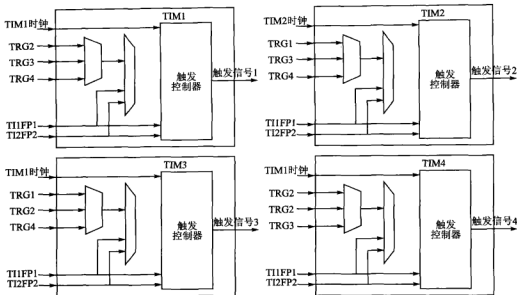 TIM1
TIM1时钟
TRG2
TRG3
TRG4
触发
控制器
触发信号1
TI1FP1
TI2FP2
TIM2
TIM2时钟
TRG1
TRG3
TRG4
触发
控制器
触发信号2
TI1FP1
TI2FP2
TIM3
TIM1时钟
TRG1
TRG2
TRG4
触发
控制器
触发信号3
TI1FP1
TI2FP2
TIM4
TIM1时钟
TRG2
TRG2
TRG3
触发
控制器
触发信号4
TI1FP1
TI2FP2